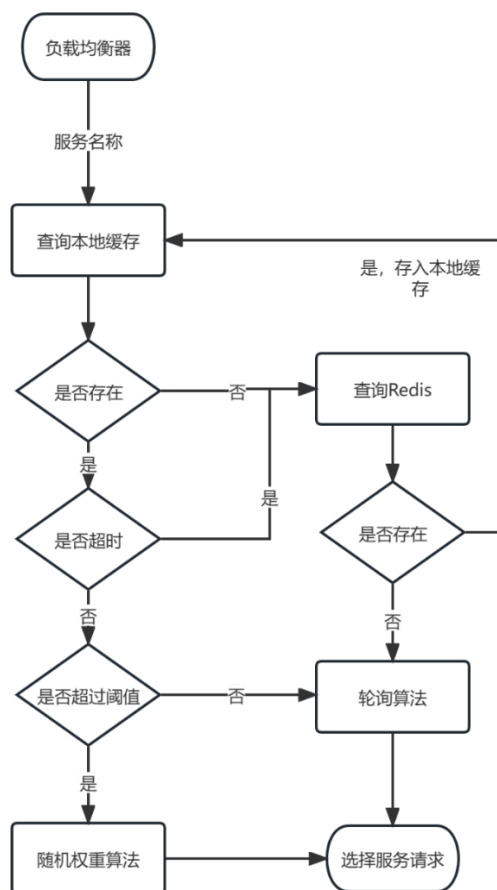 负载均衡器
服务名称
查询本地缓存
是，存入本地缓
存
是否存在
否
查询Redis
是
是
是否超时
是否存在
否
否
是否超过阈值
否
轮询算法
是
随机权重算法
选择服务请求